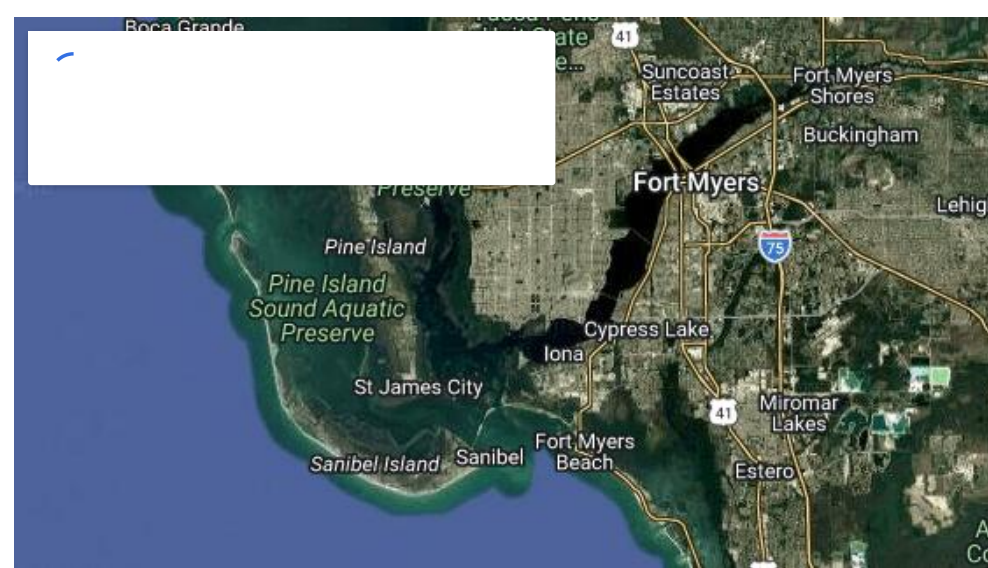 Boca Grande
41
Suncoast
Estates
Fort Myers
Shores
Buckingham
Fort Myers
Preserve
Lehig
Pine Island
75
Pine Island
Sound Aquatic
Preserve
Cypress Lake
Iona
St James City
41
Miromar
Lakes
Fort Myers
Beach
Sanibel
Sanibel Island
Estero